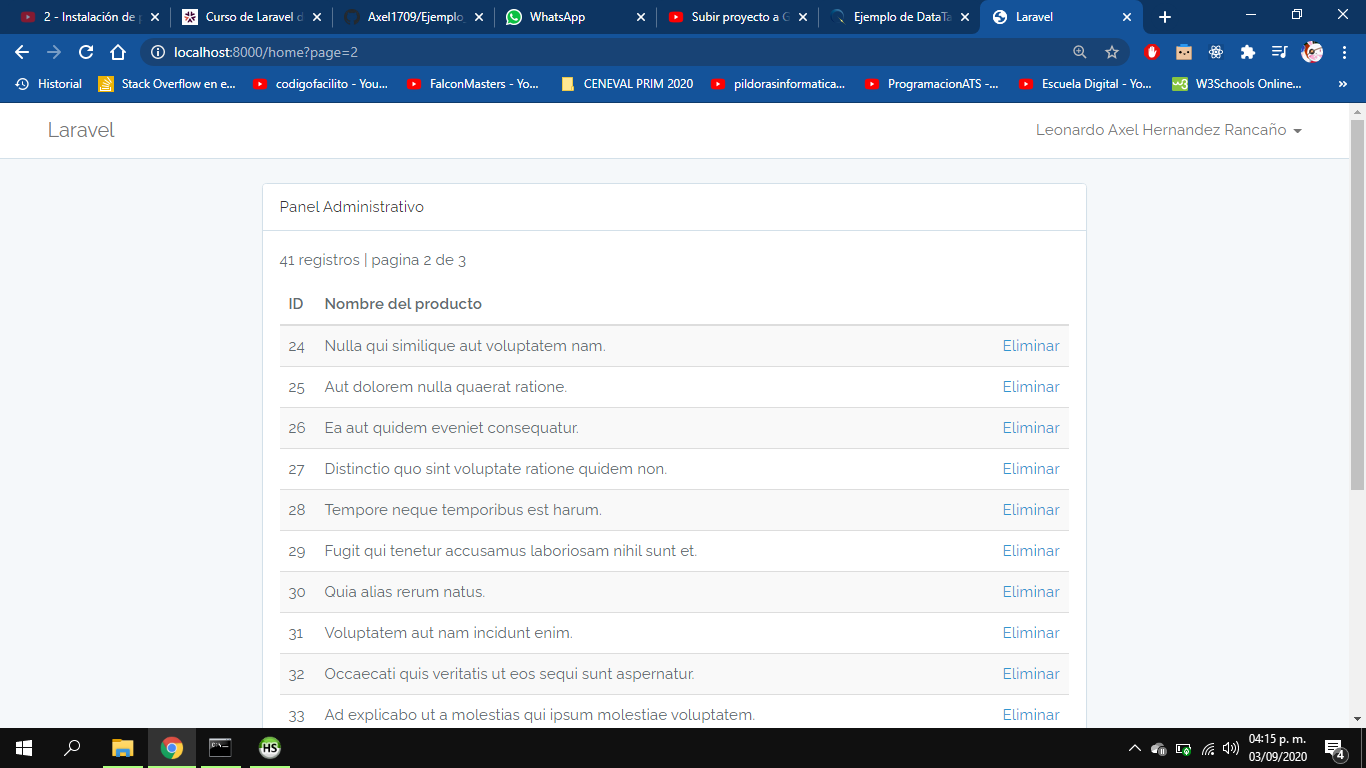 2 - Instalación de p
Curso de Laravel d
Axel1709/Ejemplo_
WhatsApp
Subir proyecto a G
Ejemplo de DataTa
Laravel
localhost:8000/home?page=2
Historial
Stack Overflow en e...
codigofacilito - You...
FalconMasters - Yo...
CENEVAL PRIM 2020
pildorasinformatica...
ProgramacionATS -...
Escuela Digital - Yo...
W3Schools Online...
»
Laravel
Leonardo Axel Hernandez Rancaño
Panel Administrativo
41 registros | pagina 2 de 3
ID Nombre del producto
24 Nulla qui similique aut voluptatem nam. Eliminar
25 Aut dolorem nulla quaerat ratione. Eliminar
26 Ea aut quidem eveniet consequatur. Eliminar
27 Distinctio quo sint voluptate ratione quidem non. Eliminar
28 Tempore neque temporibus est harum. Eliminar
29 Fugit qui tenetur accusamus laboriosam nihil sunt et. Eliminar
30 Quia alias rerum natus. Eliminar
31 Voluptatem aut nam incidunt enim. Eliminar
32 Occaecati quis veritatis ut eos sequi sunt aspernatur. Eliminar
33 Ad explicabo ut a molestias qui ipsum molestiae voluptatem. Eliminar
HS
04:15 p. m.
03/09/2020
4